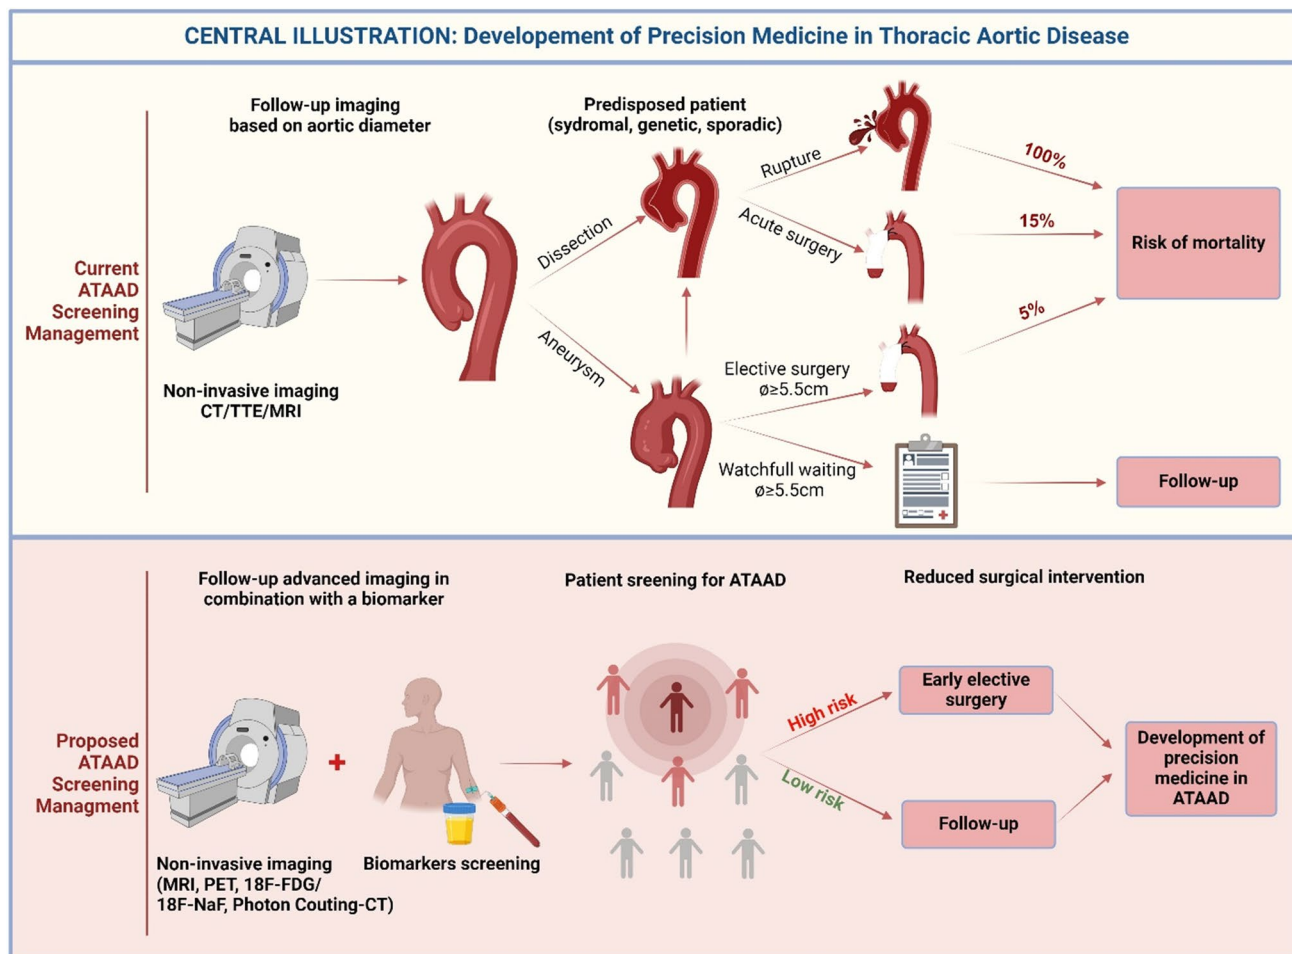 CENTRAL ILLUSTRATION: Developement of Precision Medicine in Thoracic Aortic Disease
Current
ATAAD
Screening
Management
Follow-up imaging
based on aortic diameter
Non-invasive imaging
CT/TTE/MRI
Dissection
Aneurysm
Predisposed patient
(sydromal, genetic, sporadic)
Rupture
Acute surgery
Elective surgery
ø≥5.5cm
Watchfull waiting
ø≥5.5cm
100%
15%
5%
Risk of mortality
Follow-up
Proposed
ATAAD
Screening
Managment
Follow-up advanced imaging in
combination with a biomarker
Non-invasive imaging
(MRI, PET, 18F-FDG/
18F-NaF, Photon Couting-CT)
Biomarkers screening
Patient sreening for ATAAD
High risk
Low risk
Reduced surgical intervention
Early elective
surgery
Follow-up
Development of
precision
medicine in
ATAAD